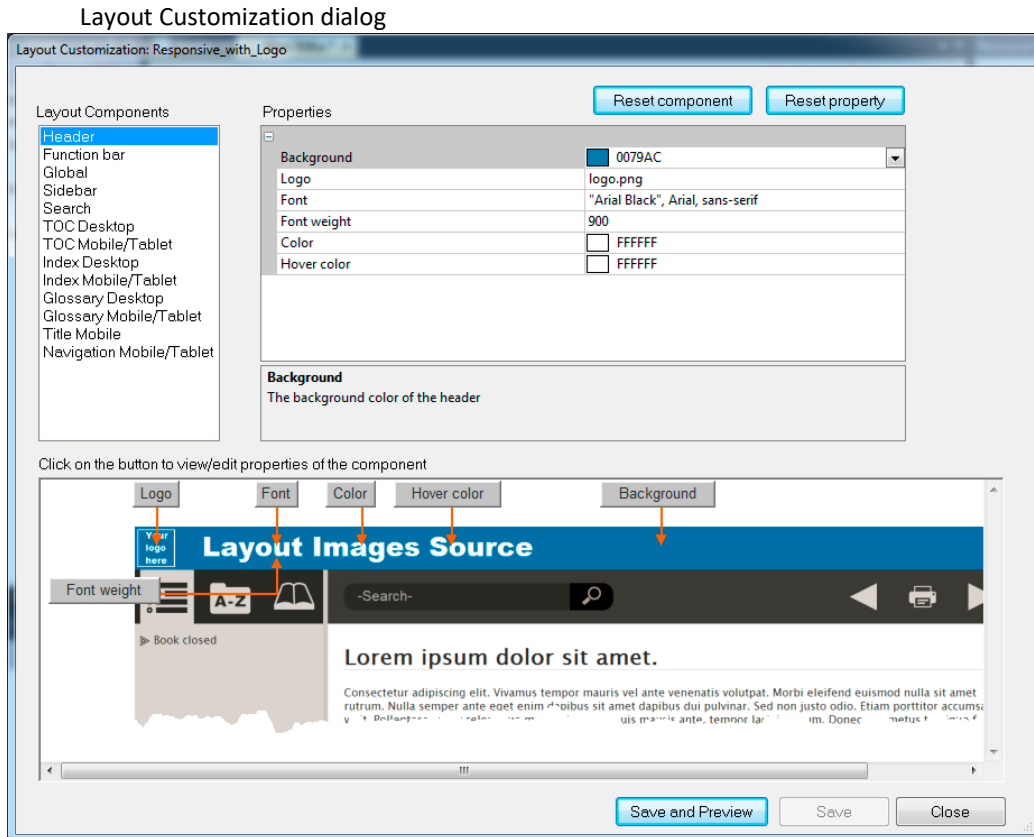 Layout Customization dialog
Layout Customization: Responsive_with_Logo
Reset component Reset property
Layout Components
Properties
Header
Function bar
Global
Sidebar
Search
TOC Desktop
TOC Mobile/Tablet
Index Desktop
Index Mobile/Tablet
Glossary Desktop
Glossary Mobile/Tablet
Title Mobile
Navigation Mobile/Tablet
Background 0079AC
Logo logo.png
Font "Arial Black", Arial, sans-serif
Font weight 900
Color FFFFFF
Hover color FFFFFF
Background
The background color of the header
Click on the button to view/edit properties of the component
Logo Font Color Hover color Background
Your
logo
here
Layout Images Source
Font weight
A-Z
-Search-
Book closed
Lorem ipsum dolor sit amet.
Consectetur adipiscing elit. Vivamus tempor mauris vel ante venenatis volutpat. Morbi eleifend euismod nulla sit amet
rutrum. Nulla semper ante eget enim dapibus sit amet dapibus dui pulvinar. Sed non justo odio. Etiam porttitor accumsa
mauris ante, tempor Donec metus
Save and Preview Save Close